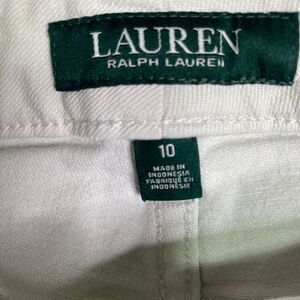 LAUREN
RALPH LAUREN
10
MADE IN
INDONESIA
FABRIQUÉ EN
INDONÉSIE